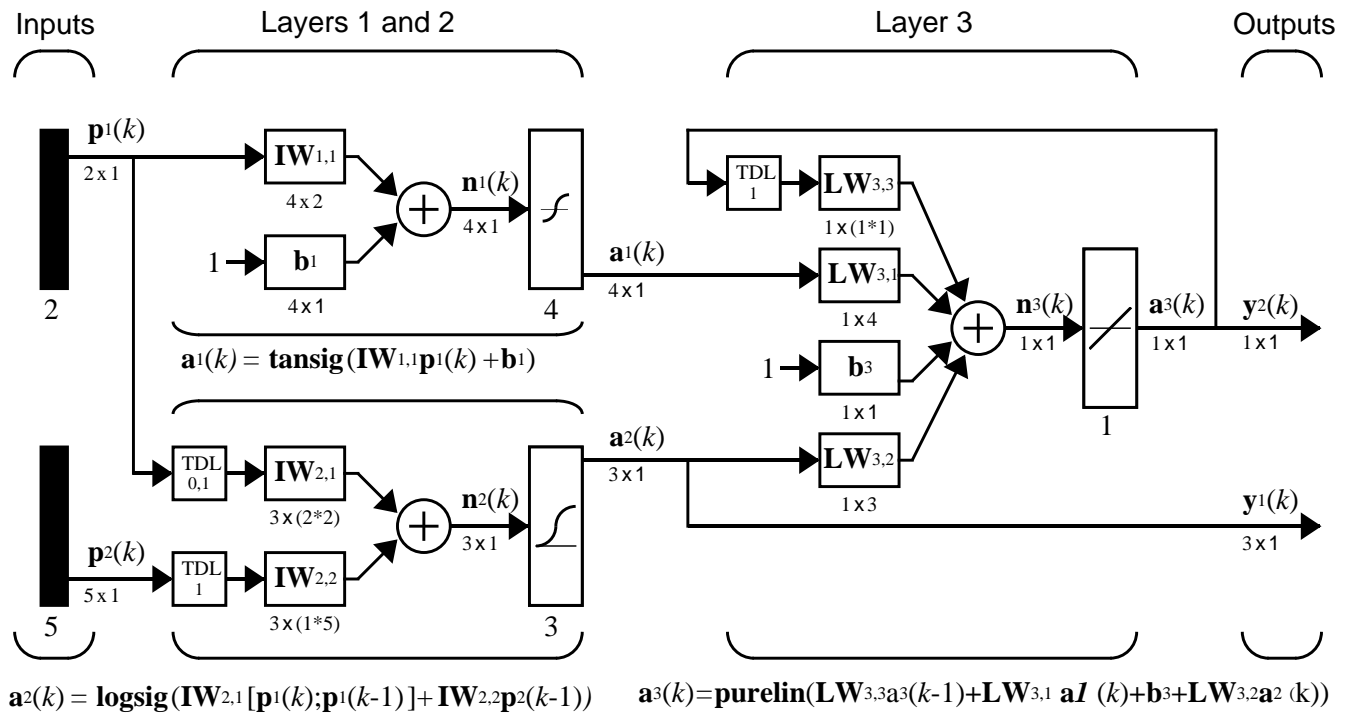 Inputs
Layers 1 and 2
Layer 3
Outputs
p1(k)
2 x 1
IW1,1
4 x 2
n1(k)
4 x 1
1
b1
4 x 1
2
4
a1(k) = tansig (IW1,1p1(k) +b1)
a1(k)
4 x 1
TDL
1
LW3,3
1 x (1*1)
LW3,1
1 x 4
1
b3
1 x 1
LW3,2
1 x 3
n3(k)
1 x 1
1
a3(k)
1 x 1
y2(k)
1 x 1
TDL
0,1
IW2,1
3 x (2*2)
n2(k)
3 x 1
a2(k)
3 x 1
p2(k)
5 x 1
TDL
1
IW2,2
3 x (1*5)
5
3
y1(k)
3 x 1
a2(k) = logsig (IW2,1 [p1(k);p1(k-1)]+ IW2,2p2(k-1))
a3(k)=purelin(LW3,3a3(k-1)+LW3,1 a1 (k)+b3+LW3,2a2 (k))